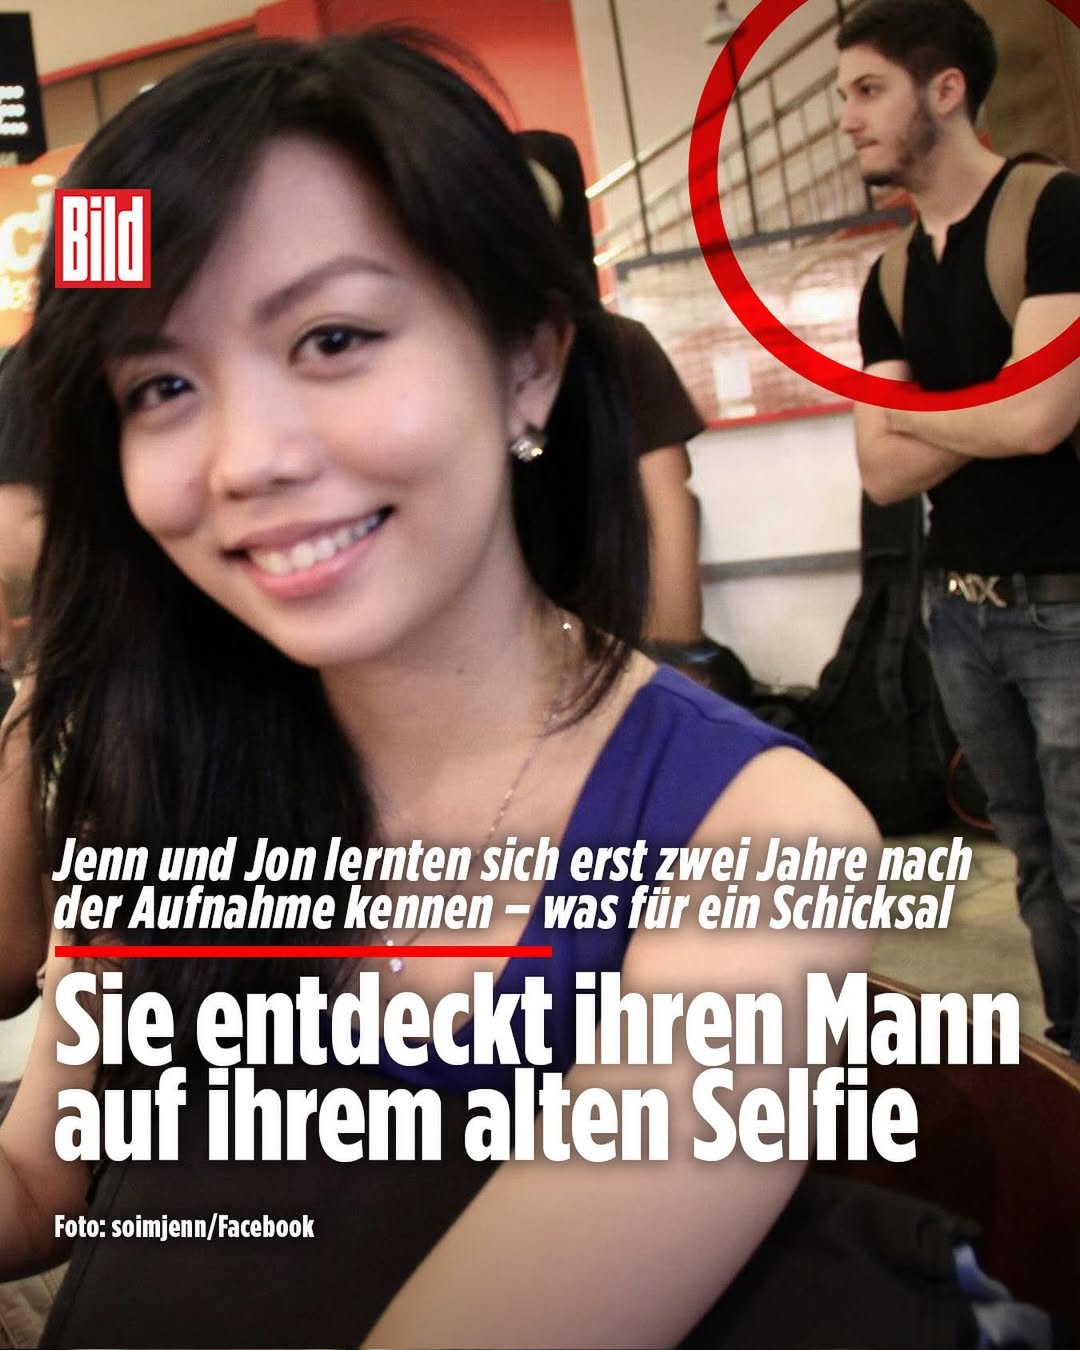 Bild
Jenn und Jon lernten sich erst zwei Jahre nach
der Aufnahme kennen – was für ein Schicksal
Sie entdeckt ihren Mann
auf ihrem alten Selfie
Foto: soimjenn/Facebook